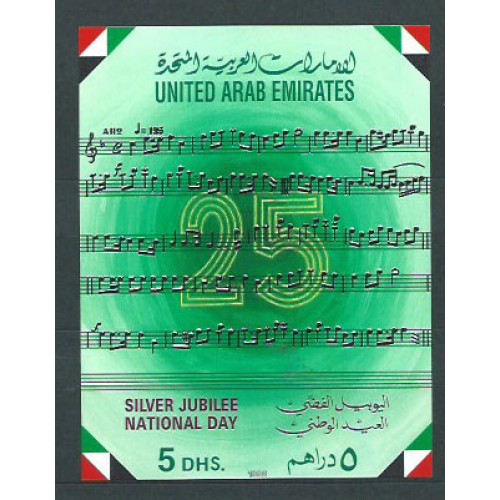 الإمارات العربية المتحدة
UNITED ARAB EMIRATES
♩=125
25
SILVER JUBILEE
NATIONAL DAY
اليوبيل الفضي
العيد الوطني
5 DHS.
٥ دراهم